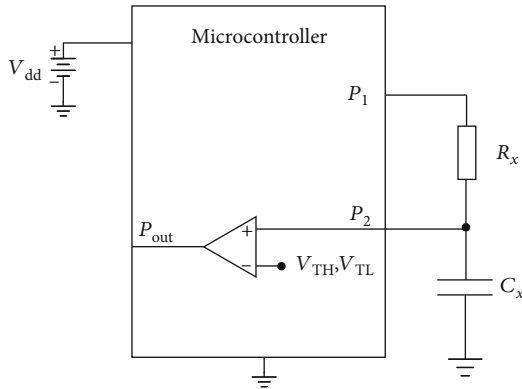 Microcontroller
+
V_dd
−
P_1
R_x
P_out
P_2
+
−
V_TH,V_TL
C_x